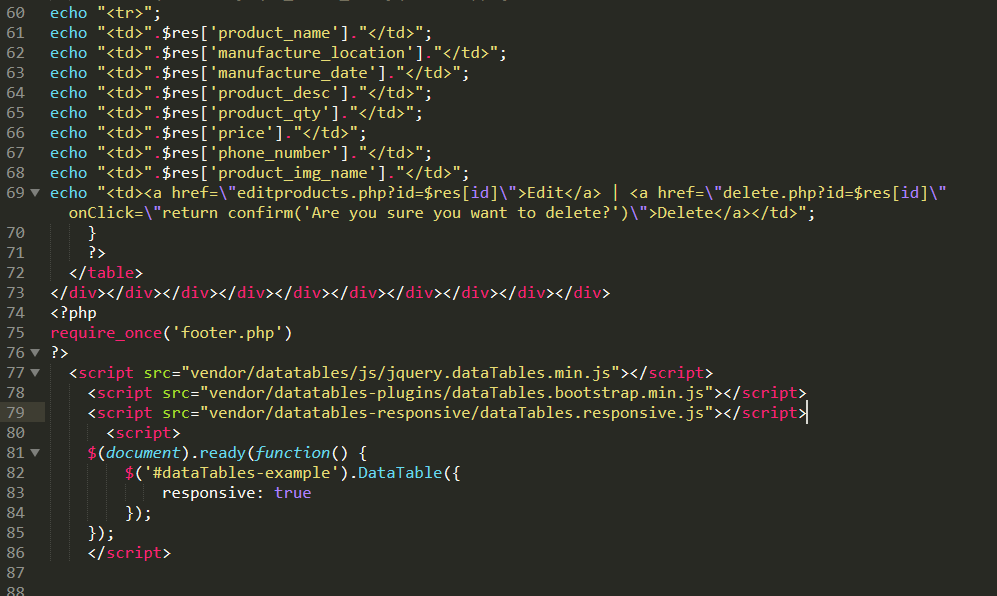 60 echo "<tr>";
61 echo "<td>".$res['product_name']."</td>";
62 echo "<td>".$res['manufacture_location']."</td>";
63 echo "<td>".$res['manufacture_date']."</td>";
64 echo "<td>".$res['product_desc']."</td>";
65 echo "<td>".$res['product_qty']."</td>";
66 echo "<td>".$res['price']."</td>";
67 echo "<td>".$res['phone_number']."</td>";
68 echo "<td>".$res['product_img_name']."</td>";
69 echo "<td><a href=\"editproducts.php?id=$res[id]\">Edit</a> | <a href=\"delete.php?id=$res[id]\"
onClick=\"return confirm('Are you sure you want to delete?')\">Delete</a></td>";
70 }
71 ?>
72 </table>
73 </div></div></div></div></div></div></div></div></div></div>
74 <?php
75 require_once('footer.php')
76 ?>
77 <script src="vendor/datatables/js/jquery.dataTables.min.js"></script>
78 <script src="vendor/datatables-plugins/dataTables.bootstrap.min.js"></script>
79 <script src="vendor/datatables-responsive/dataTables.responsive.js"></script>
80 <script>
81 $(document).ready(function() {
82 $('#dataTables-example').DataTable({
83 responsive: true
84 });
85 });
86 </script>
87
88